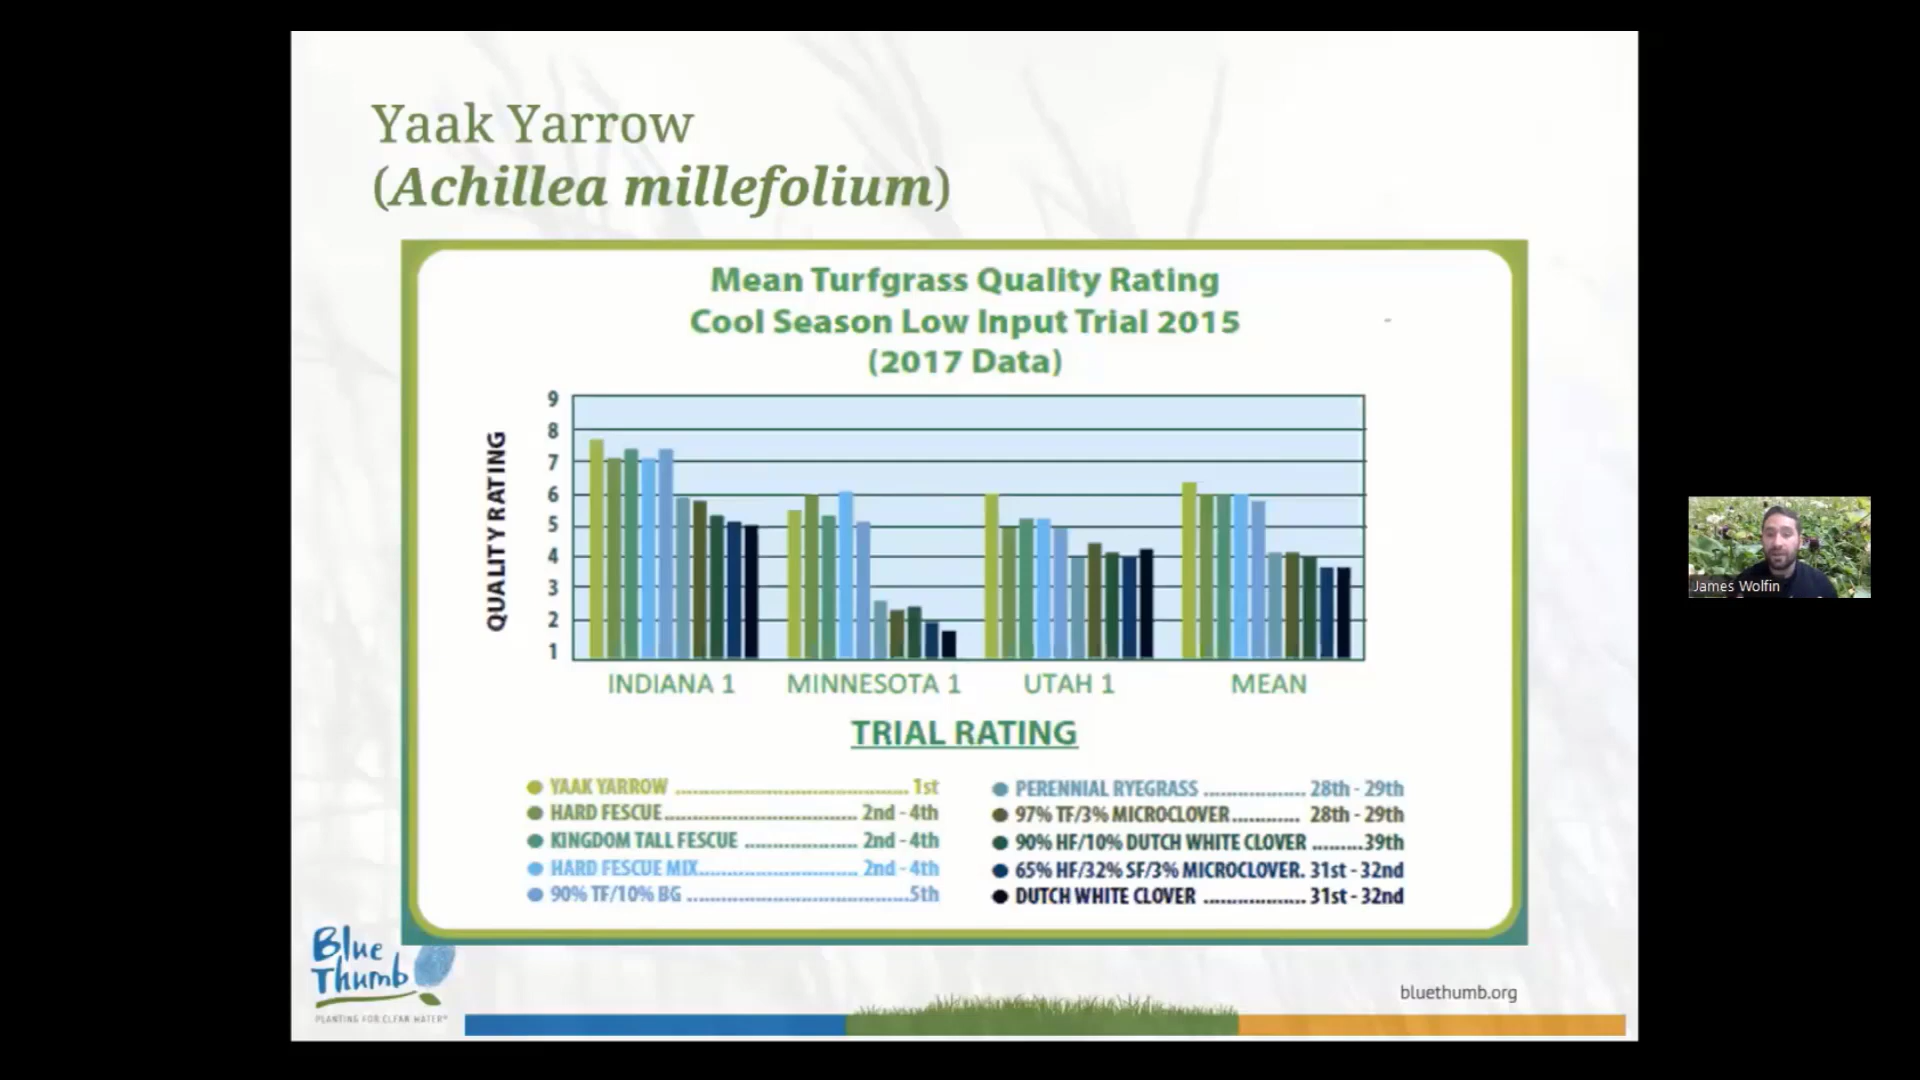 Yaak Yarrow
(Achillea millefolium)
Mean Turfgrass Quality Rating
Cool Season Low Input Trial 2015
(2017 Data)
QUALITY RATING
9
8
7
6
5
4
3
2
1
INDIANA 1 MINNESOTA 1 UTAH 1 MEAN
TRIAL RATING
YAAK YARROW 1st
HARD FESCUE 2nd - 4th
KINGDOM TALL FESCUE 2nd - 4th
HARD FESCUE MIX 2nd - 4th
90% TF/10% BG 5th
PERENNIAL RYEGRASS 28th - 29th
97% TF/3% MICROCLOVER 28th - 29th
90% HF/10% DUTCH WHITE CLOVER 39th
65% HF/32% SF/3% MICROCLOVER. 31st - 32nd
DUTCH WHITE CLOVER 31st - 32nd
James Wolfin
Blue
Thumb
PLANTING FOR CLEAN WATER
bluethumb.org